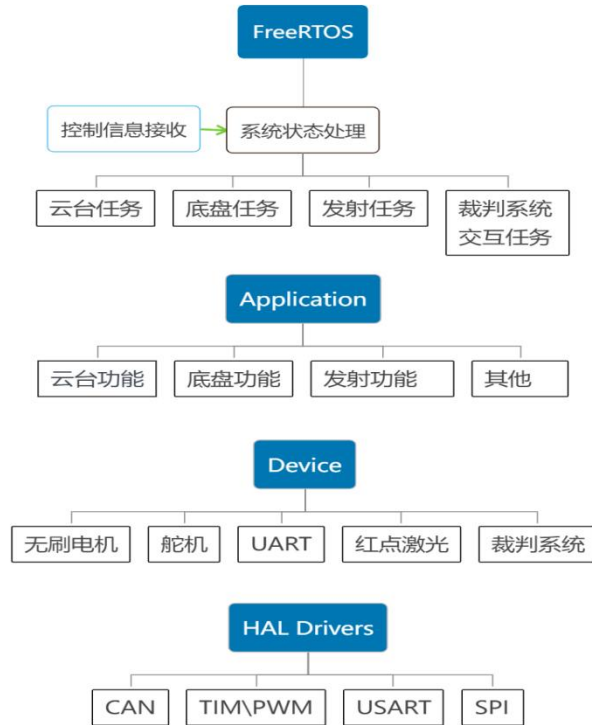 FreeRTOS
控制信息接收
系统状态处理
云台任务
底盘任务
发射任务
裁判系统
交互任务
Application
云台功能
底盘功能
发射功能
其他
Device
无刷电机
舵机
UART
红点激光
裁判系统
HAL Drivers
CAN
TIM\PWM
USART
SPI